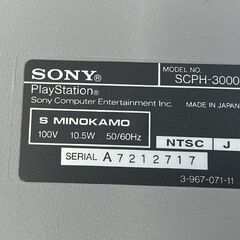 SONY®
PlayStation®
Sony Computer Entertainment Inc.
MODEL NO.
SCPH-3000
MADE IN JAPAN
S MINOKAMO
100V 10.5W 50/60Hz
NTSC J
SERIAL A7212717
3-967-071-11